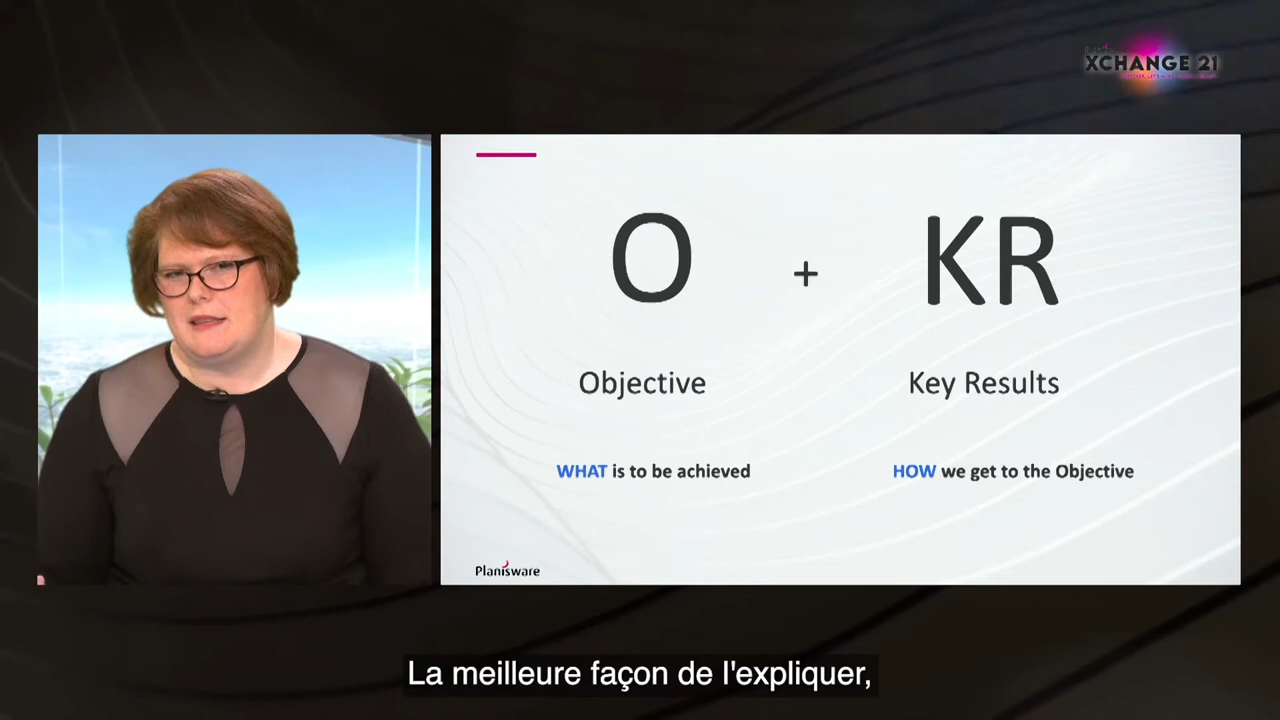 XCHANGE 21
O + KR
Objective Key Results
WHAT is to be achieved HOW we get to the Objective
Planisware
La meilleure façon de l'expliquer,